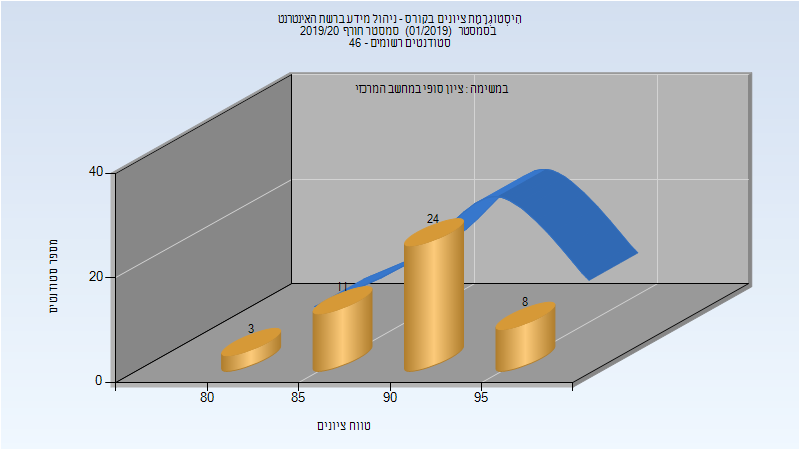 היסטוגרמת ציונים בקורס - ניהול מידע ברשת האינטרנט
בסמסטר (01/2019) סמסטר חורף 2019/20
סטודנטים רשומים - 46
במשימה : ציון סופי במחשב המרכזי
מספר סטודנטים
40
20
0
3
11
24
8
80
85
90
95
טווח ציונים